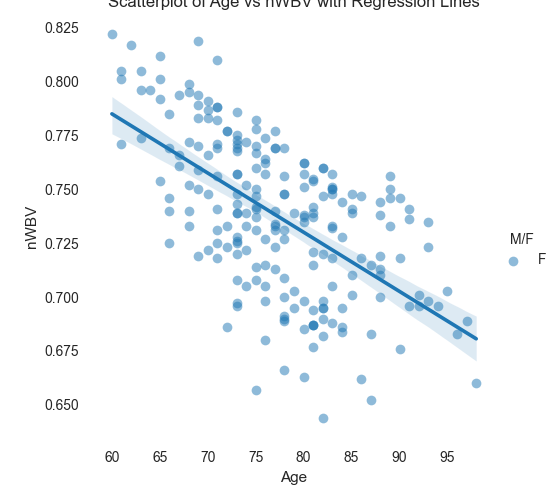 Scatterplot of Age vs nWBV with Regression Lines
0.825
0.800
0.775
0.750
0.725
0.700
0.675
0.650
nWBV
60 65 70 75 80 85 90 95
Age
M/F
F